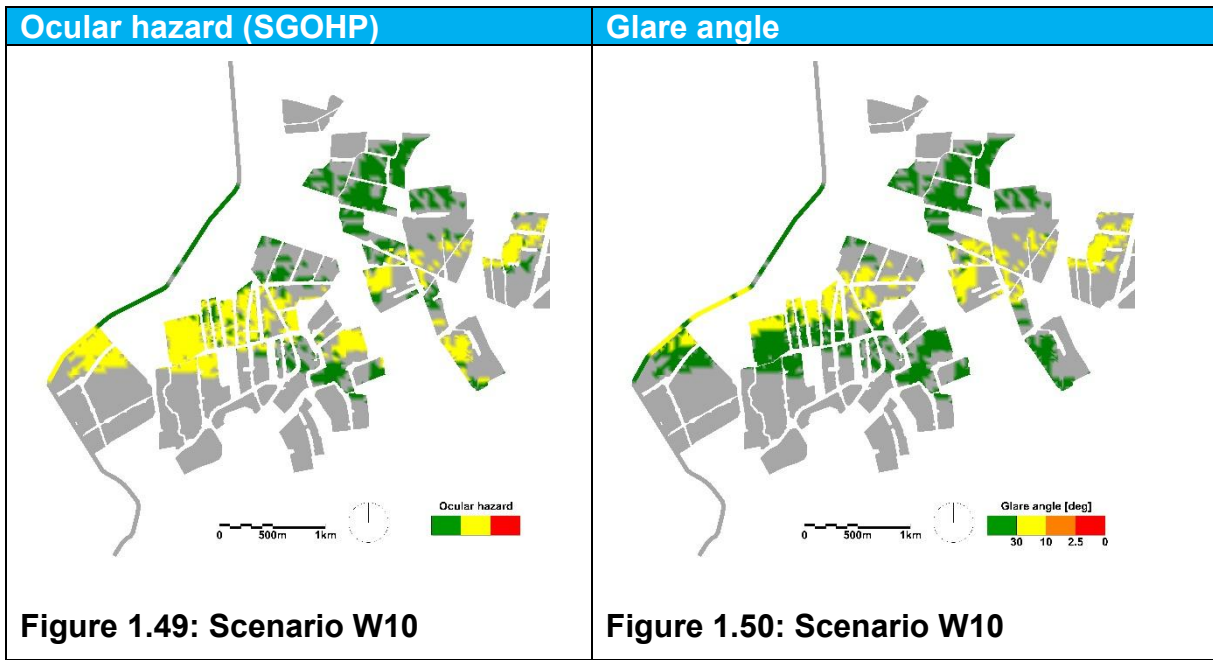 Ocular hazard (SGOHP)
Glare angle
Ocular hazard
0 500m 1km
Glare angle [deg]
0 500m 1km
30 10 2.5 0
Figure 1.49: Scenario W10
Figure 1.50: Scenario W10